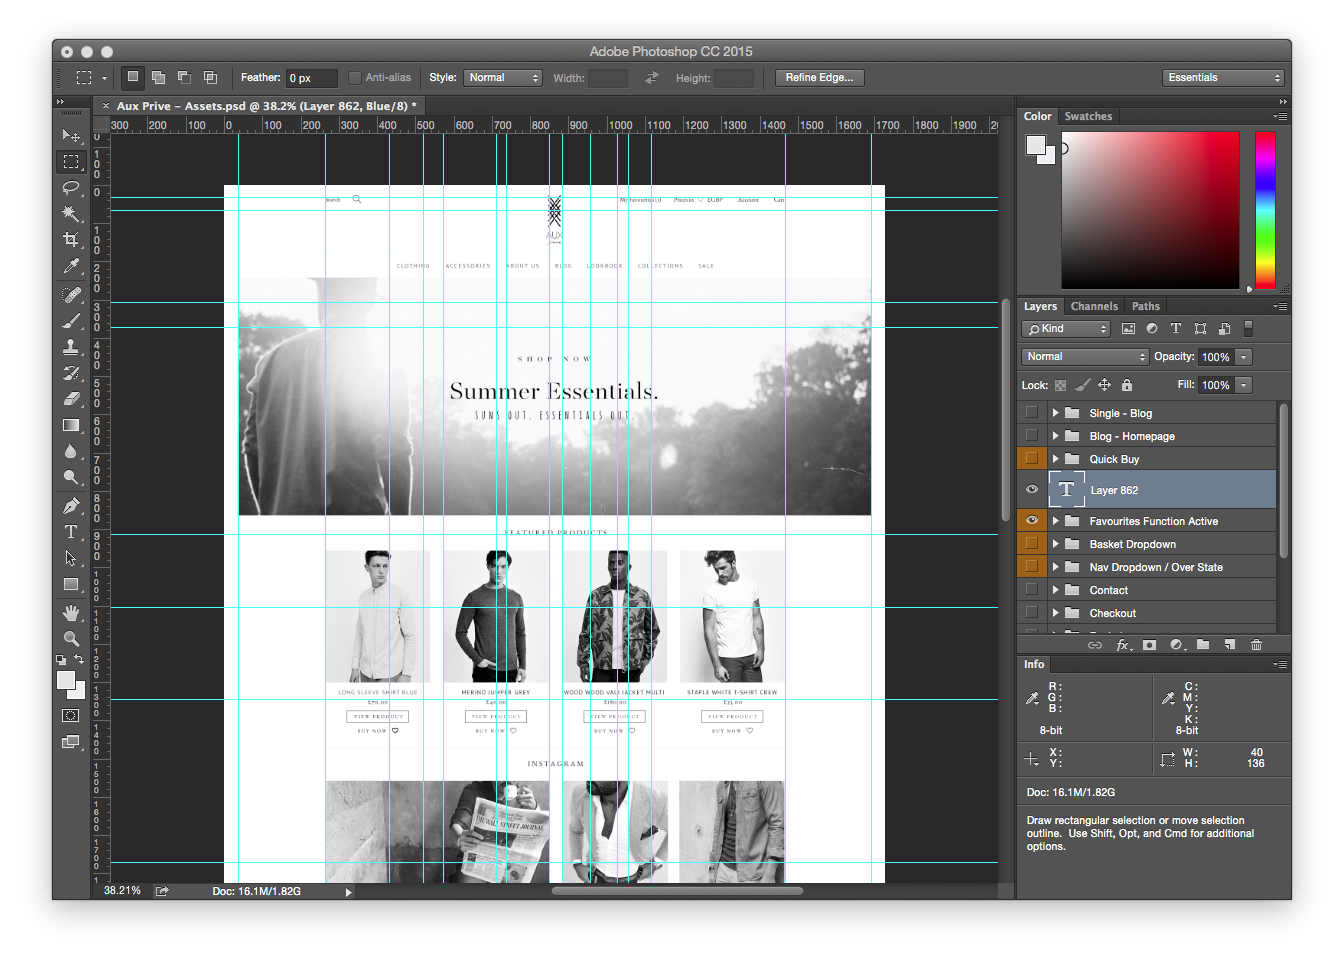 Adobe Photoshop CC 2015
Feather: 0 px Anti-alias Style: Normal Width: Height: Refine Edge... Essentials
Aux Prive – Assets.psd @ 38.2% (Layer 862, Blue/8) *
300 200 100 0 100 200 300 400 500 600 700 800 900 1000 1100 1200 1300 1400 1500 1600 1700 1800 1900
Search
My Favourites (1) Prices in £GBP Account Cart
AUX
CLOTHING ACCESSORIES ABOUT US BLOG LOOKBOOK COLLECTIONS SALE
SHOP NOW
Summer Essentials.
SUNS OUT. ESSENTIALS OUT.
FEATURED PRODUCTS
LONG SLEEVE SHIRT BLUE MERINO JUMPER GREY WOOD WOOD VALI JACKET MULTI STAPLE WHITE T-SHIRT CREW
£70.00 £180.00 £35.00
VIEW PRODUCT VIEW PRODUCT VIEW PRODUCT VIEW PRODUCT
BUY NOW BUY NOW BUY NOW BUY NOW
INSTAGRAM
THE WALL STREET JOURNAL
38.21% Doc: 16.1M/1.82G
Color Swatches
Layers Channels Paths
Kind
Normal Opacity: 100%
Lock: Fill: 100%
Single - Blog
Blog - Homepage
Quick Buy
Layer 862
Favourites Function Active
Basket Dropdown
Nav Dropdown / Over State
Contact
Checkout
Info
R: C:
G: M:
B: Y:
K:
8-bit 8-bit
X: W: 40
Y: H: 136
Doc: 16.1M/1.82G
Draw rectangular selection or move selection
outline. Use Shift, Opt, and Cmd for additional
options.